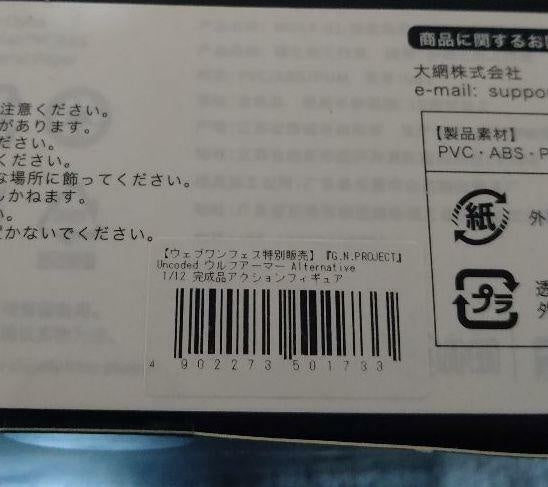 商品に関するお
大網株式会社
e-mail: suppo
注意ください。
があります。
ださい。
ください。
な場所に飾ってください。
しかねます。
い。
置かないでください。
【製品素材】
PVC・ABS・P
紙
外
プラ
透
外
【ウェブワンフェス特別販売】『G.N.PROJECT』
Uncoded ウルフアーマー Alternative
1/12 完成品アクションフィギュア
4 902273 501733